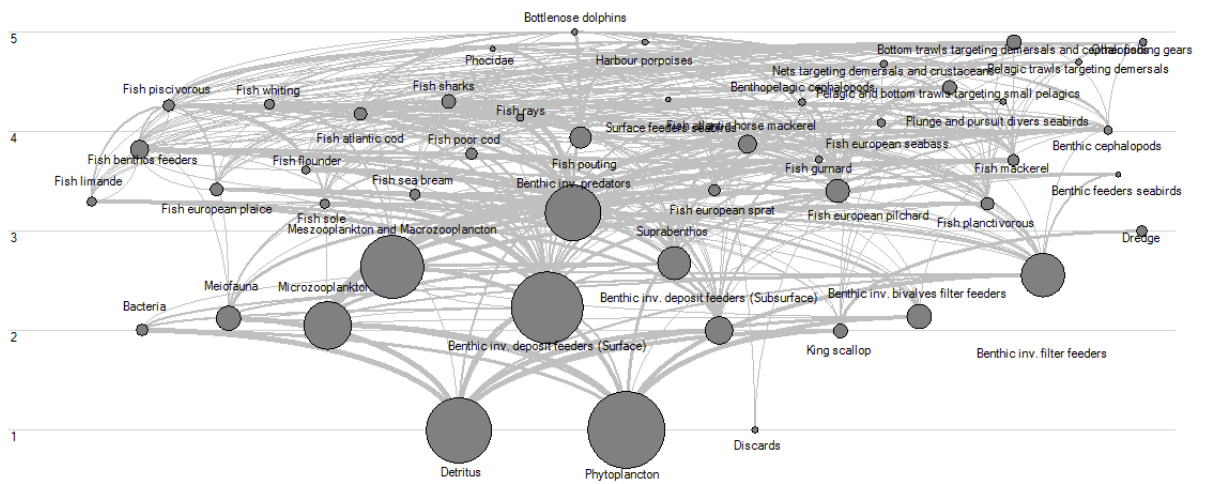 Bottlenose dolphins
5
Phocidae
Harbour porpoises
Bottom trawls targeting demersals and cephalopods
Other fishing gears
Nets targeting demersals and crustaceans
Pelagic trawls targeting demersals
Fish piscivorous
Fish whiting
Fish sharks
Benthopelagic cephalopods
Pelagic and bottom trawls targeting small pelagics
Fish rays
4
Fish atlantic cod
Fish poor cod
Surface feeders seabirds
Fish atlantic horse mackerel
Plunge and pursuit divers seabirds
Fish european seabass
Benthic cephalopods
Fish benthos feeders
Fish flounder
Fish pouting
Fish gurnard
Fish mackerel
Fish limande
Fish sea bream
Benthic inv. predators
Benthic feeders seabirds
Fish european plaice
Fish sole
Fish european sprat
Fish european pilchard
Fish planctivorous
3
Meszooplankton and Macrozooplancton
Suprabenthos
Dredge
Meiofauna
Microzooplankton
Benthic inv. deposit feeders (Subsurface)
Benthic inv. bivalves filter feeders
Bacteria
2
Benthic inv. deposit feeders (Surface)
King scallop
Benthic inv. filter feeders
1
Discards
Detritus
Phytoplancton